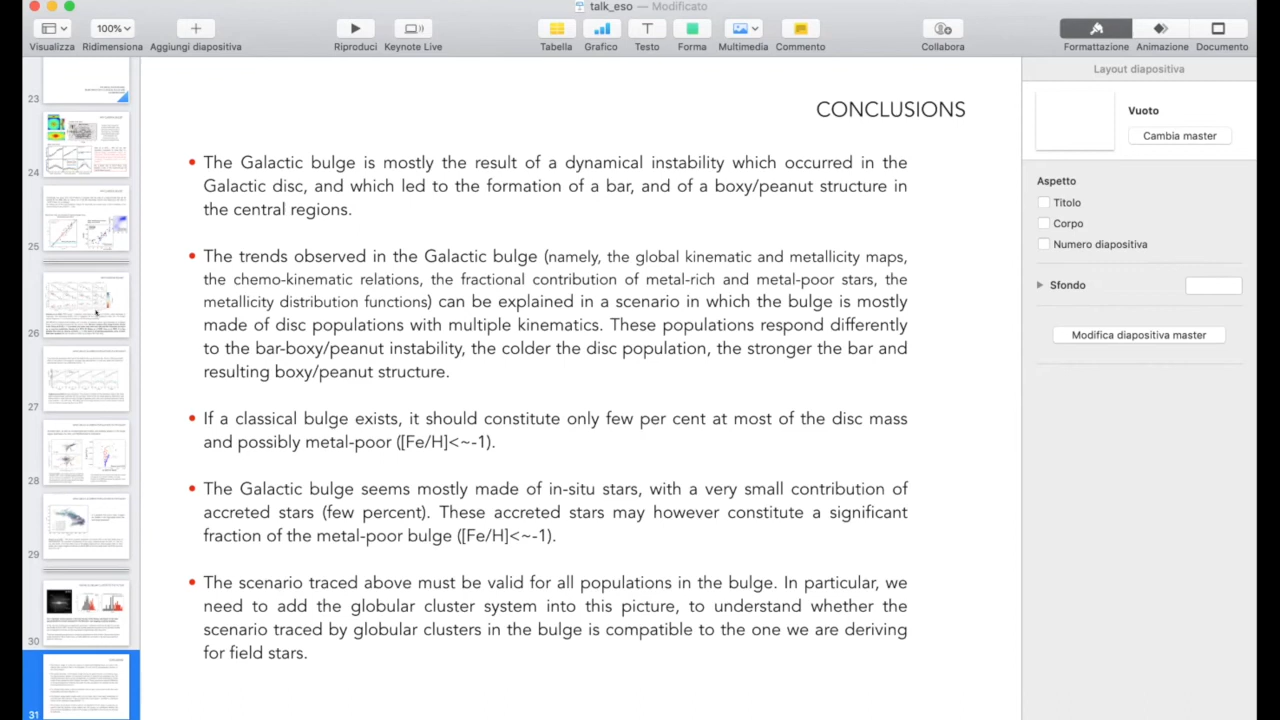 talk_eso — Modificato
100%
Visualizza
Ridimensiona
Aggiungi diapositiva
Riproduci
Keynote Live
Tabella
Grafico
Testo
Forma
Multimedia
Commento
Collabora
Formattazione
Animazione
Documento
23
24
25
26
27
28
29
30
31
CONCLUSIONS
• The Galactic bulge is mostly the result of a dynamical instability which occurred in the
Galactic disc, and which led to the formation of a bar, and of a boxy/peanut structure in
the central regions.
• The trends observed in the Galactic bulge (namely, the global kinematic and metallicity maps,
the chemo-kinematic relations, the fractional contribution of metal-rich and metal-poor stars, the
metallicity distribution functions) can be explained in a scenario in which the bulge is mostly
made of disc populations with multiple kinematics. These populations respond differently
to the bar-boxy/peanut instability, the colder the disc population, the stronger the bar and
resulting boxy/peanut structure.
• If a classical bulge exists, it should constitute only few per cent at most of the disc mass
and possibly metal-poor ([Fe/H]<~-1).
• The Galactic bulge seems mostly made of in-situ stars, with a very small contribution of
accreted stars (few percent). These accreted stars may however constitute a significant
fraction of the metal-poor bulge ([Fe/H]<~-1).
• The scenario traced above must be valid for all populations in the bulge. In particular, we
need to add the globular cluster system into this picture, to understand whether the
scenario traced by globular clusters in the bulge is compatible to the one we are deriving
for field stars.
Layout diapositiva
Vuoto
Cambia master
Aspetto
Titolo
Corpo
Numero diapositiva
Sfondo
Modifica diapositiva master